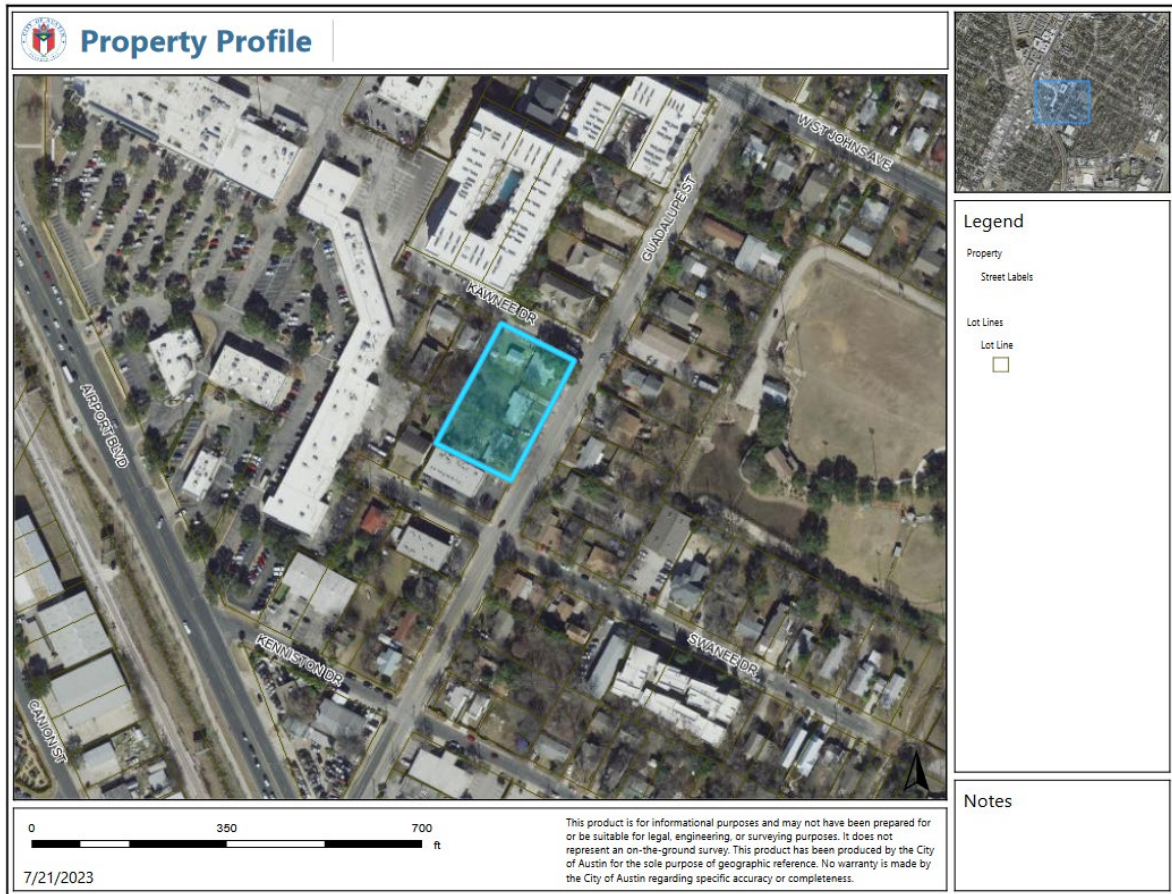 Property Profile
W ST JOHNS AVE
GUADALUPE ST
KAWNEE DR
AIRPORT BLVD
SWANEE DR
KENNISTON DR
CANION ST
Legend
Property
Street Labels
Lot Lines
Lot Line
Notes
0 350 700
ft
7/21/2023
This product is for informational purposes and may not have been prepared for
or be suitable for legal, engineering, or surveying purposes. It does not
represent an on-the-ground survey. This product has been produced by the City
of Austin for the sole purpose of geographic reference. No warranty is made by
the City of Austin regarding specific accuracy or completeness.